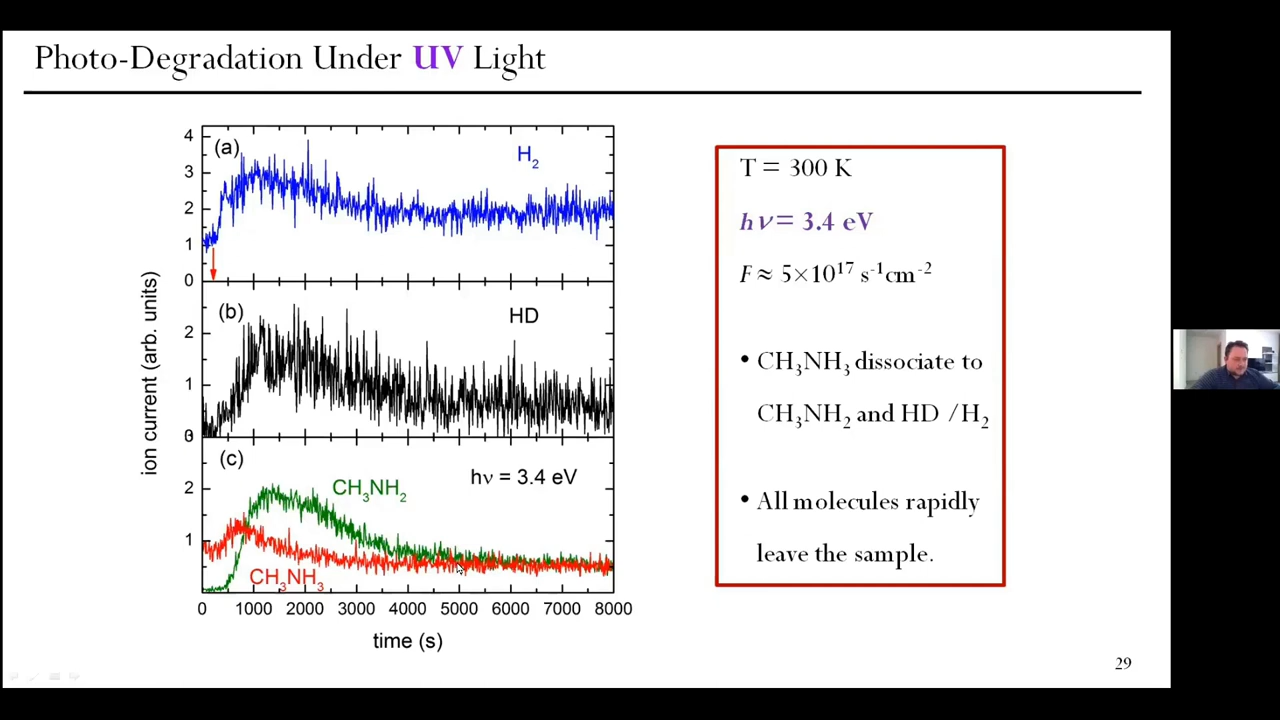 Photo-Degradation Under UV Light
ion current (arb. units)
4
3
2
1
0
(a)
H₂
2
1
0
(b)
HD
2
1
(c)
hν = 3.4 eV
CH₃NH₂
CH₃NH₃
0 1000 2000 3000 4000 5000 6000 7000 8000
time (s)
T = 300 K
hν = 3.4 eV
F ≈ 5×10¹⁷ s⁻¹cm⁻²
• CH₃NH₃ dissociate to
CH₃NH₂ and HD /H₂
• All molecules rapidly
leave the sample.
29